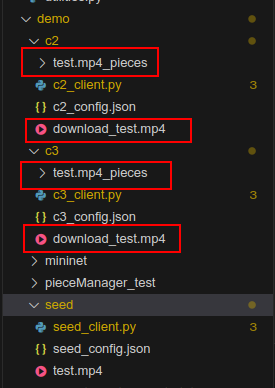 demo
c2
test.mp4_pieces
c2_client.py 3
{} c2_config.json
download_test.mp4
c3
test.mp4_pieces
c3_client.py 3
{} c3_config.json
download_test.mp4
mininet
pieceManager_test
seed
seed_client.py 3
{} seed_config.json
test.mp4